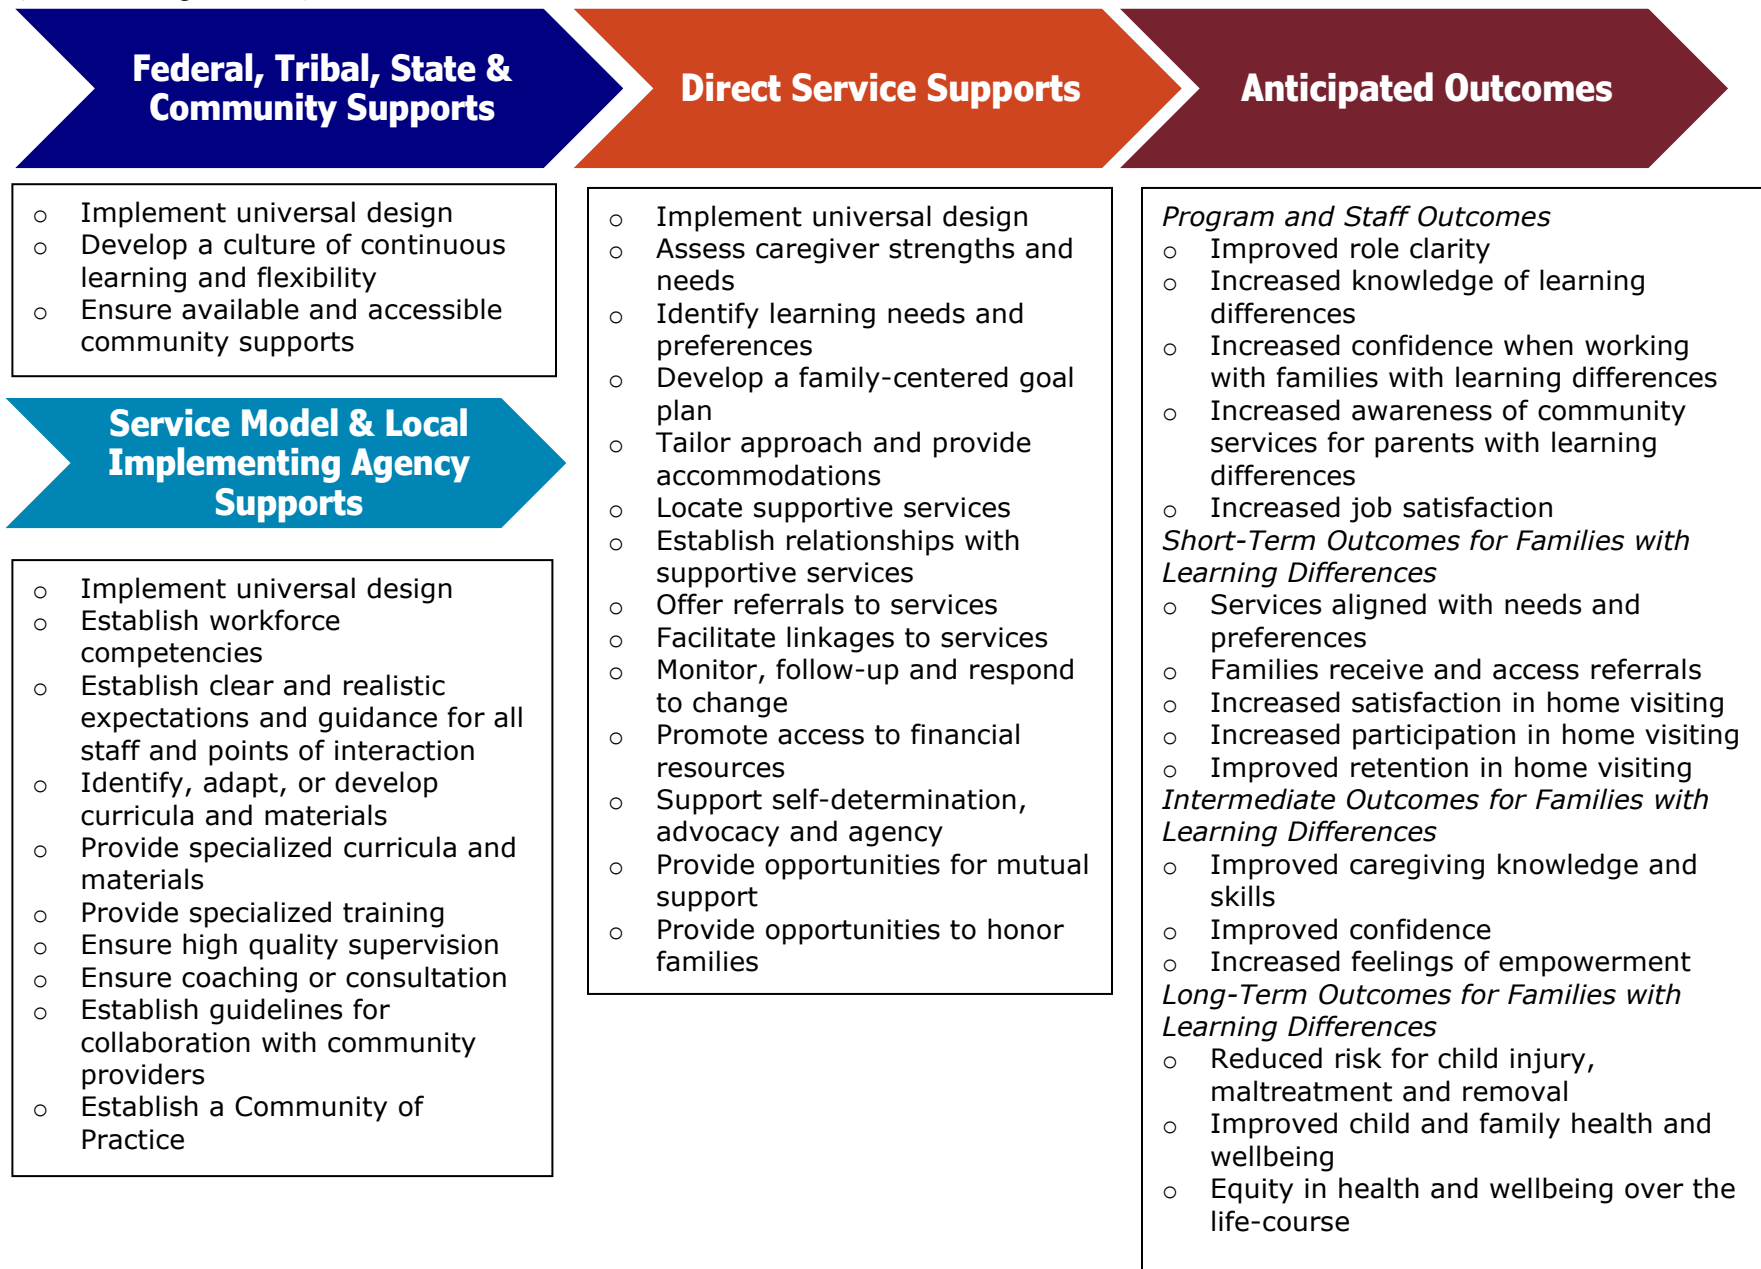 Federal, Tribal, State &
Community Supports
o Implement universal design
o Develop a culture of continuous
learning and flexibility
o Ensure available and accessible
community supports
Service Model & Local
Implementing Agency
Supports
o Implement universal design
o Establish workforce
competencies
o Establish clear and realistic
expectations and guidance for all
staff and points of interaction
o Identify, adapt, or develop
curricula and materials
o Provide specialized curricula and
materials
o Provide specialized training
o Ensure high quality supervision
o Ensure coaching or consultation
o Establish guidelines for
collaboration with community
providers
o Establish a Community of
Practice
Direct Service Supports
o Implement universal design
o Assess caregiver strengths and
needs
o Identify learning needs and
preferences
o Develop a family-centered goal
plan
o Tailor approach and provide
accommodations
o Locate supportive services
o Establish relationships with
supportive services
o Offer referrals to services
o Facilitate linkages to services
o Monitor, follow-up and respond
to change
o Promote access to financial
resources
o Support self-determination,
advocacy and agency
o Provide opportunities for mutual
support
o Provide opportunities to honor
families
Anticipated Outcomes
Program and Staff Outcomes
o Improved role clarity
o Increased knowledge of learning
differences
o Increased confidence when working
with families with learning differences
o Increased awareness of community
services for parents with learning
differences
o Increased job satisfaction
Short-Term Outcomes for Families with
Learning Differences
o Services aligned with needs and
preferences
o Families receive and access referrals
o Increased satisfaction in home visiting
o Increased participation in home visiting
o Improved retention in home visiting
Intermediate Outcomes for Families with
Learning Differences
o Improved caregiving knowledge and
skills
o Improved confidence
o Increased feelings of empowerment
Long-Term Outcomes for Families with
Learning Differences
o Reduced risk for child injury,
maltreatment and removal
o Improved child and family health and
wellbeing
o Equity in health and wellbeing over the
life-course